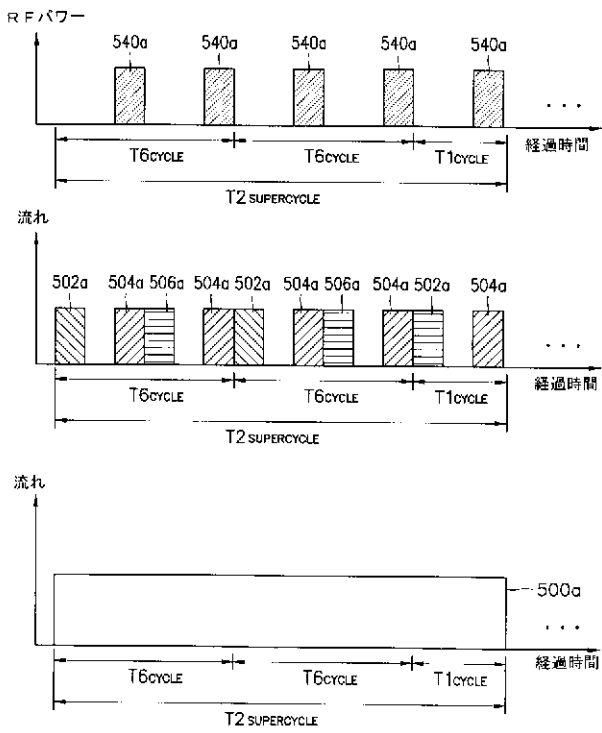 RFパワー
540a 540a 540a 540a 540a
...
T6CYCLE T6CYCLE T1CYCLE 経過時間
T2 SUPERCYCLE
流れ
502a 504a 506a 504a 502a 504a 506a 504a 502a 504a
...
T6CYCLE T6CYCLE T1CYCLE 経過時間
T2 SUPERCYCLE
流れ
500a
...
T6CYCLE T6CYCLE T1CYCLE 経過時間
T2 SUPERCYCLE